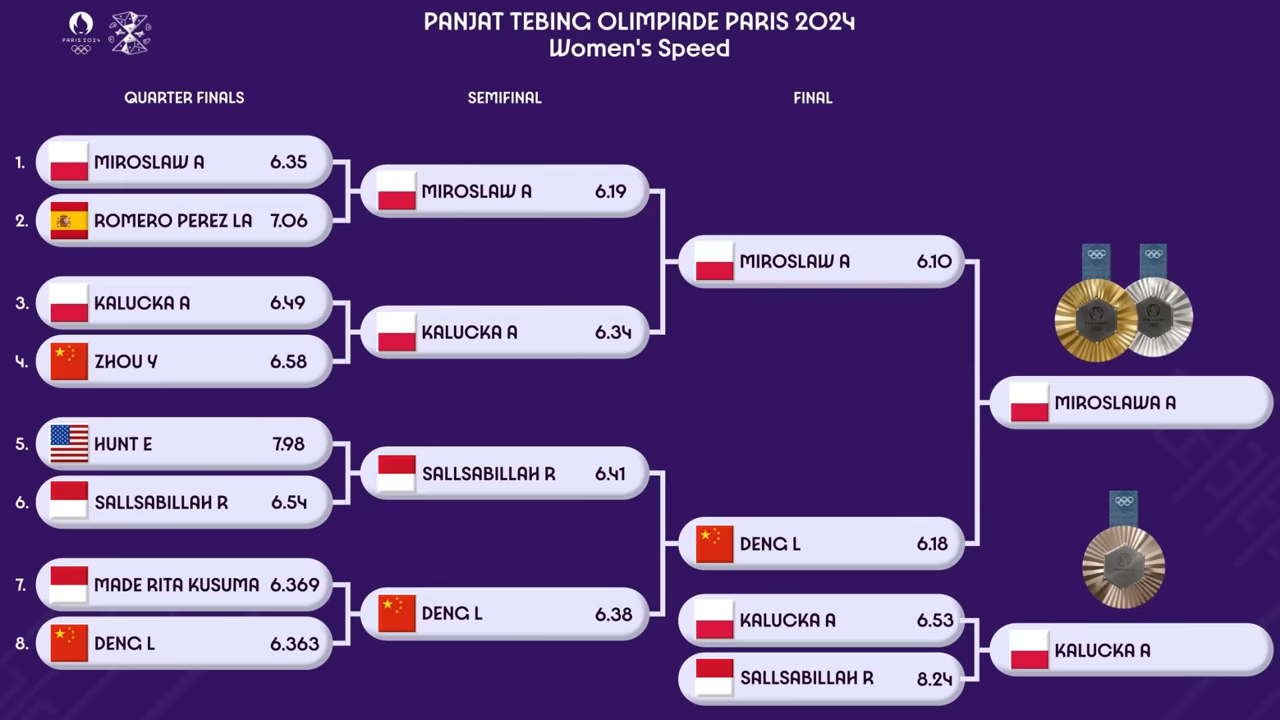 PARIS 2024
PANJAT TEBING OLIMPIADE PARIS 2024
Women's Speed
QUARTER FINALS
SEMIFINAL
FINAL
1. MIROSLAW A 6.35
2. ROMERO PEREZ LA 7.06
3. KALUCKA A 6.49
4. ZHOU Y 6.58
5. HUNT E 7.98
6. SALLSABILLAH R 6.54
7. MADE RITA KUSUMA 6.369
8. DENG L 6.363
MIROSLAW A 6.19
KALUCKA A 6.34
SALLSABILLAH R 6.41
DENG L 6.38
MIROSLAW A 6.10
DENG L 6.18
KALUCKA A 6.53
SALLSABILLAH R 8.24
MIROSLAWA A
KALUCKA A